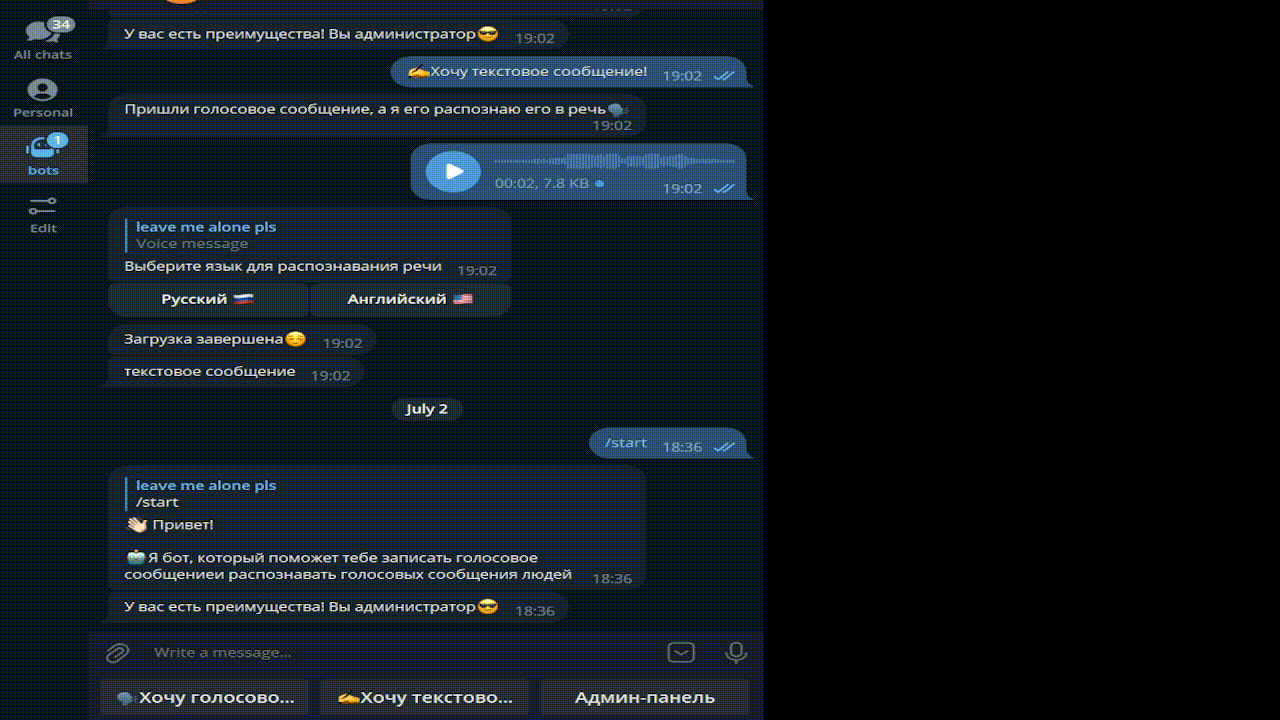 34
All chats
Personal
1
bots
Edit
У вас есть преимущества! Вы администратор😎 19:02
✍Хочу текстовое сообщение! 19:02
Пришли голосовое сообщение, а я его распознаю его в речь🗣
19:02
00:02, 7.8 KB 19:02
leave me alone pls
Voice message
Выберите язык для распознавания речи 19:02
Русский 🇷🇺 Английский 🇺🇸
Загрузка завершена☺ 19:02
текстовое сообщение 19:02
July 2
/start 18:36
leave me alone pls
/start
👋🏻 Привет!
🤖Я бот, который поможет тебе записать голосовое
сообщениеи распознавать голосовых сообщения людей 18:36
У вас есть преимущества! Вы администратор😎 18:36
Write a message...
🗣Хочу голосово... ✍Хочу текстово... Админ-панель